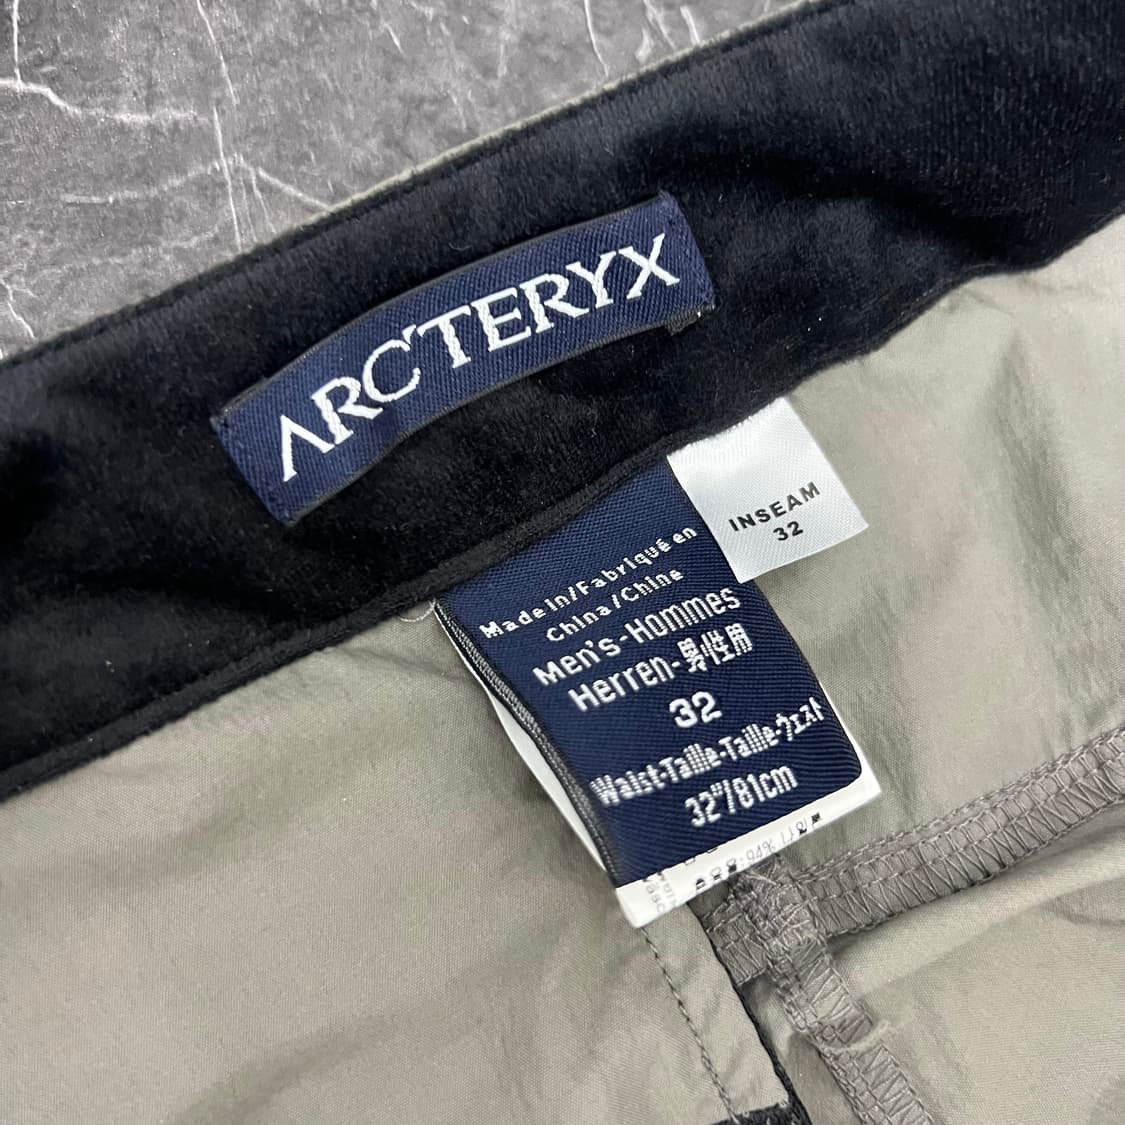 ARC'TERYX
INSEAM
32
Made in/Fabriqué en
China/Chine
Men's-Hommes
Herren-男性用
32
Waist-Taille-Taille-ウェスト
32"/81cm